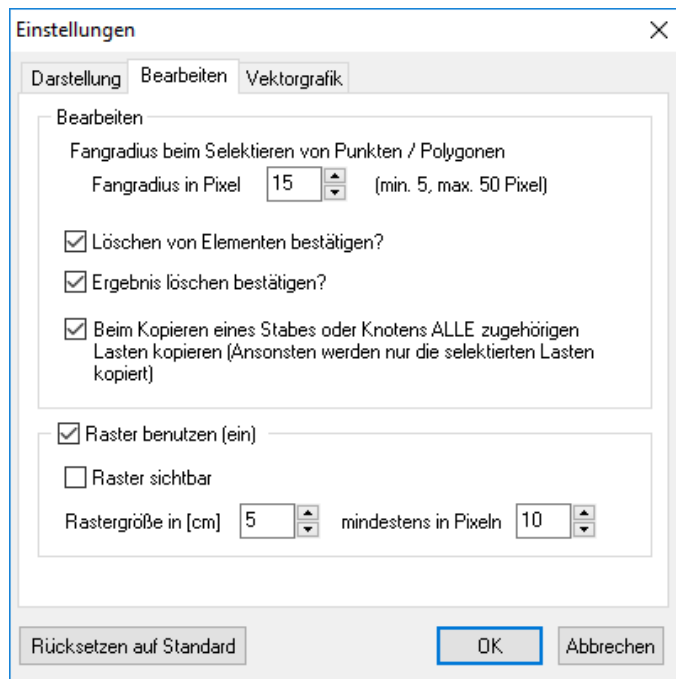 Einstellungen
Darstellung Bearbeiten Vektorgrafik
Bearbeiten
Fangradius beim Selektieren von Punkten / Polygonen
Fangradius in Pixel 15 (min. 5, max. 50 Pixel)
Löschen von Elementen bestätigen?
Ergebnis löschen bestätigen?
Beim Kopieren eines Stabes oder Knotens ALLE zugehörigen
Lasten kopieren (Ansonsten werden nur die selektierten Lasten
kopiert)
Raster benutzen (ein)
Raster sichtbar
Rastergröße in [cm] 5 mindestens in Pixeln 10
Rücksetzen auf Standard OK Abbrechen